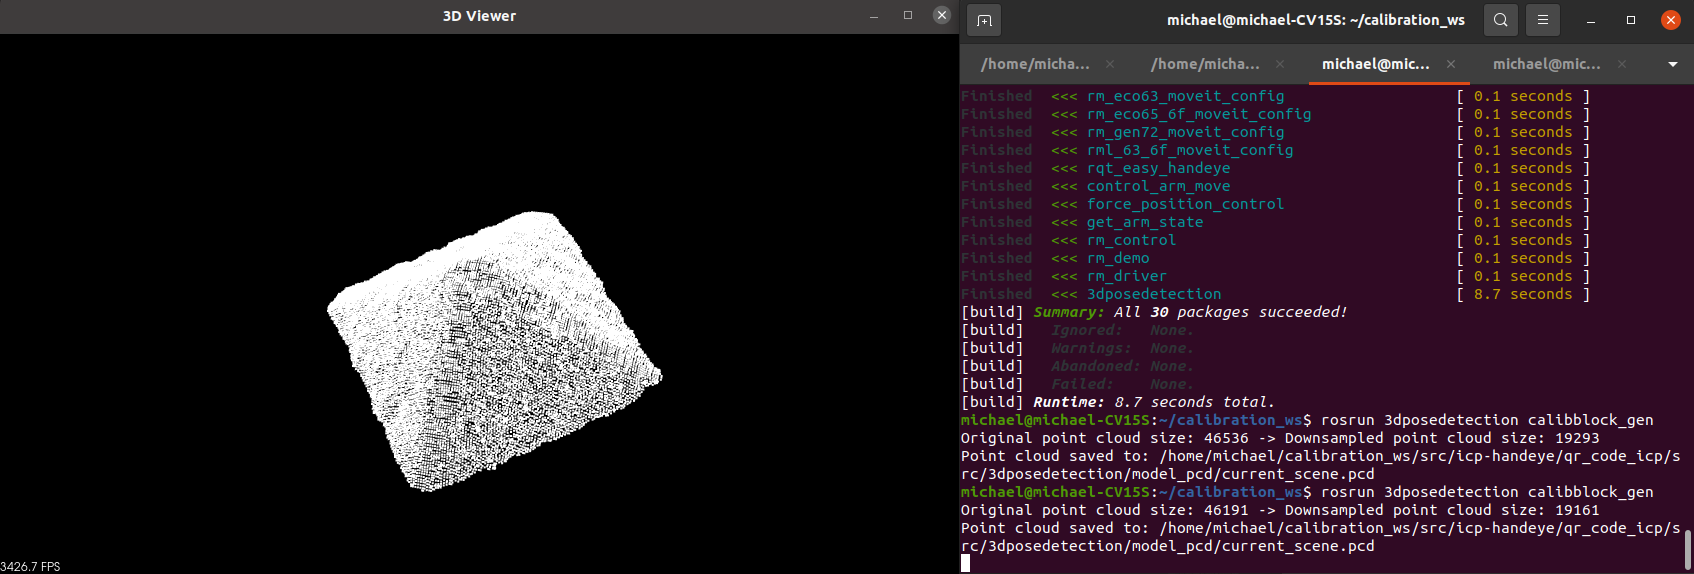 3D Viewer
3426.7 FPS
michael@michael-CV15S: ~/calibration_ws
/home/micha... × /home/micha... × michael@mic... × michael@mic... ×
Finished <<< rm_eco63_moveit_config [ 0.1 seconds ]
Finished <<< rm_eco65_6f_moveit_config [ 0.1 seconds ]
Finished <<< rm_gen72_moveit_config [ 0.1 seconds ]
Finished <<< rml_63_6f_moveit_config [ 0.1 seconds ]
Finished <<< rqt_easy_handeye [ 0.1 seconds ]
Finished <<< control_arm_move [ 0.1 seconds ]
Finished <<< force_position_control [ 0.1 seconds ]
Finished <<< get_arm_state [ 0.1 seconds ]
Finished <<< rm_control [ 0.1 seconds ]
Finished <<< rm_demo [ 0.1 seconds ]
Finished <<< rm_driver [ 0.1 seconds ]
Finished <<< 3dposedetection [ 8.7 seconds ]
[build] Summary: All 30 packages succeeded!
[build] Ignored: None.
[build] Warnings: None.
[build] Abandoned: None.
[build] Failed: None.
[build] Runtime: 8.7 seconds total.
michael@michael-CV15S:~/calibration_ws$ rosrun 3dposedetection calibblock_gen
Original point cloud size: 46536 -> Downsampled point cloud size: 19293
Point cloud saved to: /home/michael/calibration_ws/src/icp-handeye/qr_code_icp/s
rc/3dposedetection/model_pcd/current_scene.pcd
michael@michael-CV15S:~/calibration_ws$ rosrun 3dposedetection calibblock_gen
Original point cloud size: 46191 -> Downsampled point cloud size: 19161
Point cloud saved to: /home/michael/calibration_ws/src/icp-handeye/qr_code_icp/s
rc/3dposedetection/model_pcd/current_scene.pcd